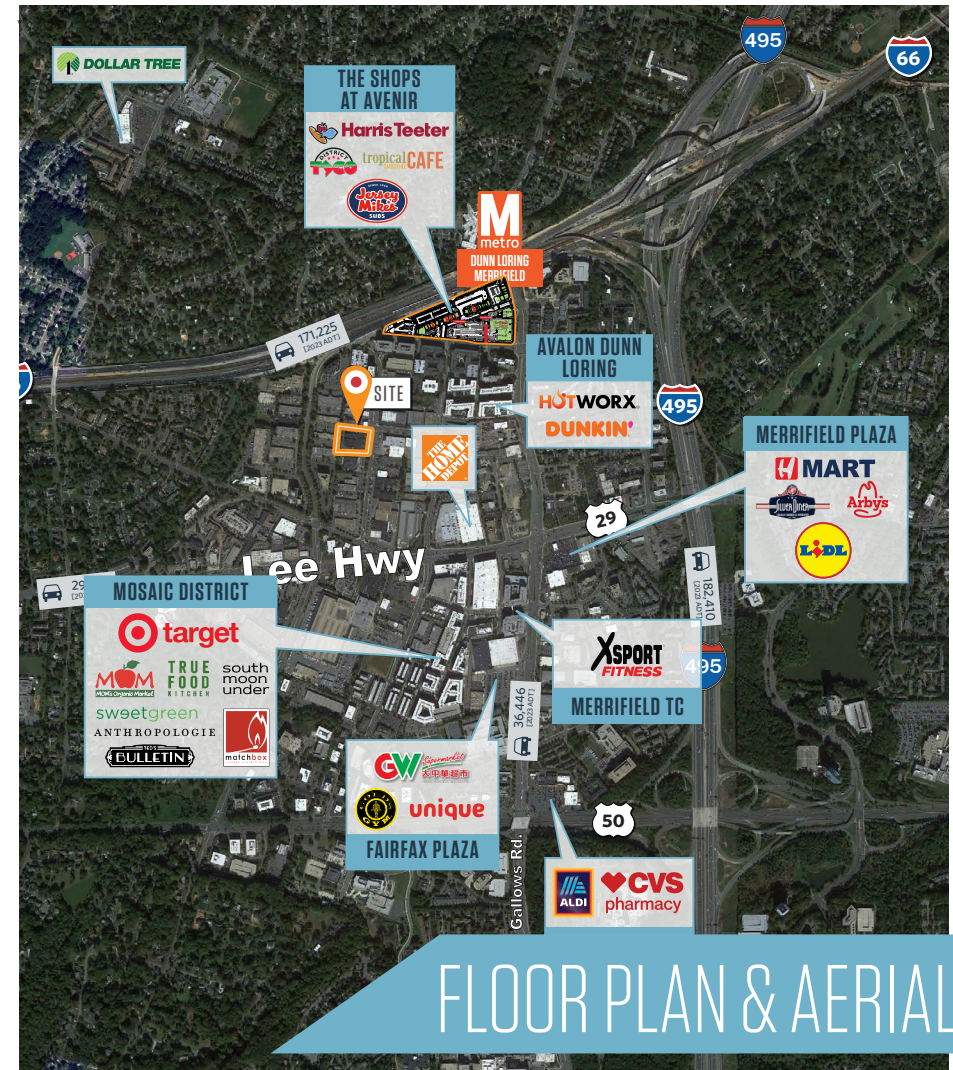 495
66
DOLLAR TREE
THE SHOPS
AT AVENIR
Harris Teeter
DISTRICT
TACO
tropical CAFE
SMOOTHIE
Jersey
Mike's
SUBS
M
metro
DUNN LORING
MERRIFIELD
171,225
[2023 ADT]
SITE
AVALON DUNN
LORING
HOTWORX
DUNKIN'
495
THE
HOME
DEPOT
MERRIFIELD PLAZA
H MART
SILVER DINER
Arby's
LIDL
29
Lee Hwy
29
182,410
[2023 ADT]
MOSAIC DISTRICT
target
MOM
MOM's Organic Market
TRUE
FOOD
KITCHEN
south
moon
under
sweetgreen
ANTHROPOLOGIE
TED'S
BULLETIN
matchbox
XSPORT
FITNESS
495
MERRIFIELD TC
36,446
[2023 ADT]
GW Supermarket
大中華超市
GOLD'S
GYM
unique
FAIRFAX PLAZA
50
Gallows Rd.
ALDI
CVS
pharmacy
FLOOR PLAN & AERIAL